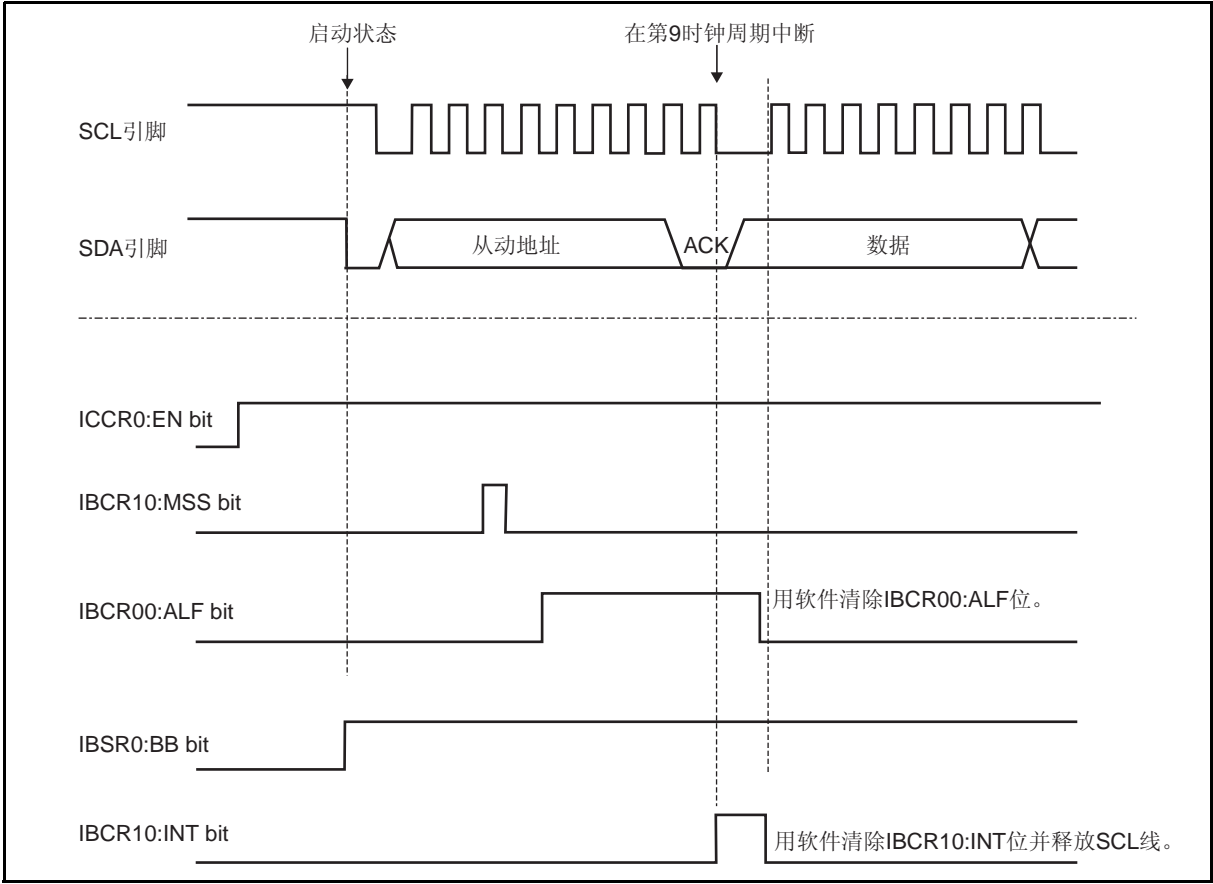 启动状态
在第9时钟周期中断
SCL引脚
SDA引脚
从动地址
ACK
数据
ICCR0:EN bit
IBCR10:MSS bit
IBCR00:ALF bit
用软件清除IBCR00:ALF位。
IBSR0:BB bit
IBCR10:INT bit
用软件清除IBCR10:INT位并释放SCL线。